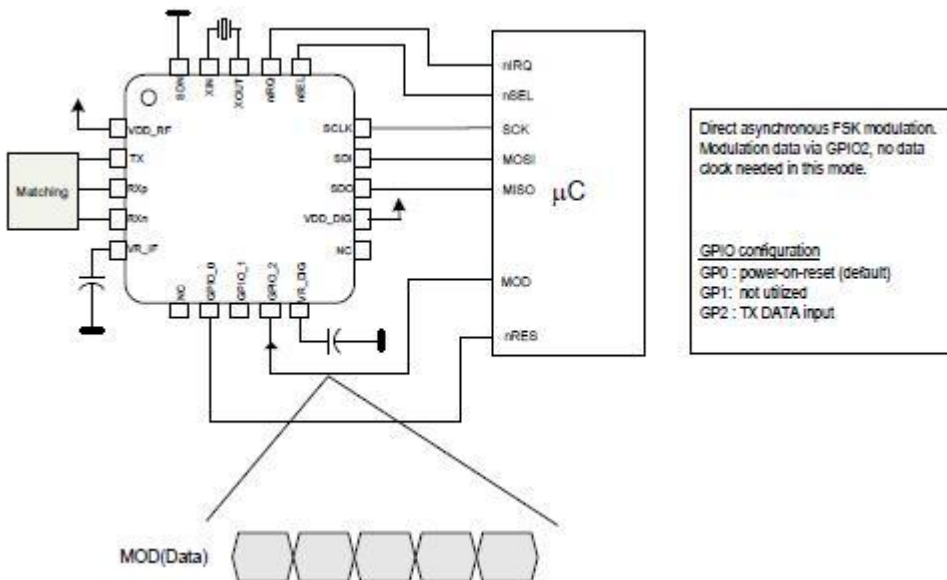 SDN
XIN
XOUT
nIRQ
nSEL
VDD_RF
TX
RXp
RXn
VR_IF
Matching
SCLK
SDI
SDO
VDD_DIG
NC
NC
GPIO_0
GPIO_1
GPIO_2
VR_DIG
nIRQ
nSEL
SCK
MOSI
MISO
μC
MOD
nRES
Direct asynchronous FSK modulation.
Modulation data via GPIO2, no data
clock needed in this mode.
GPIO configuration
GP0 : power-on-reset (default)
GP1: not utilized
GP2 : TX DATA input
MOD(Data)